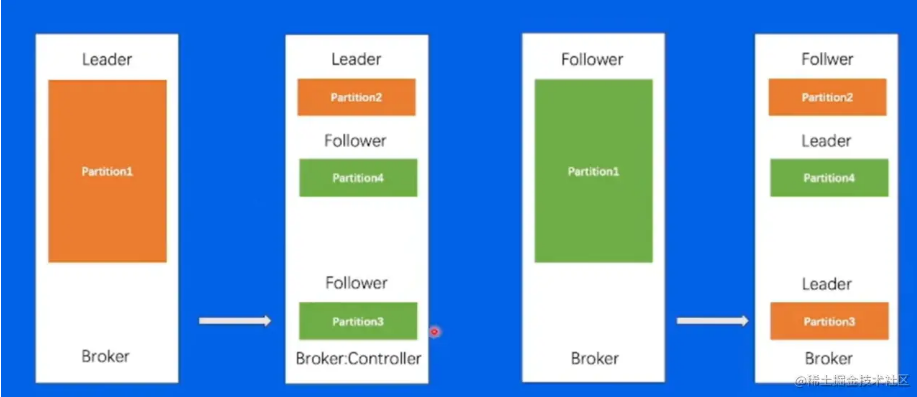 Leader
Partition1
Broker
Leader
Partition2
Follower
Partition4
Follower
Partition3
Broker:Controller
Follower
Partition1
Broker
Follwer
Partition2
Leader
Partition4
Leader
Partition3
Broker
@稀土掘金技术社区